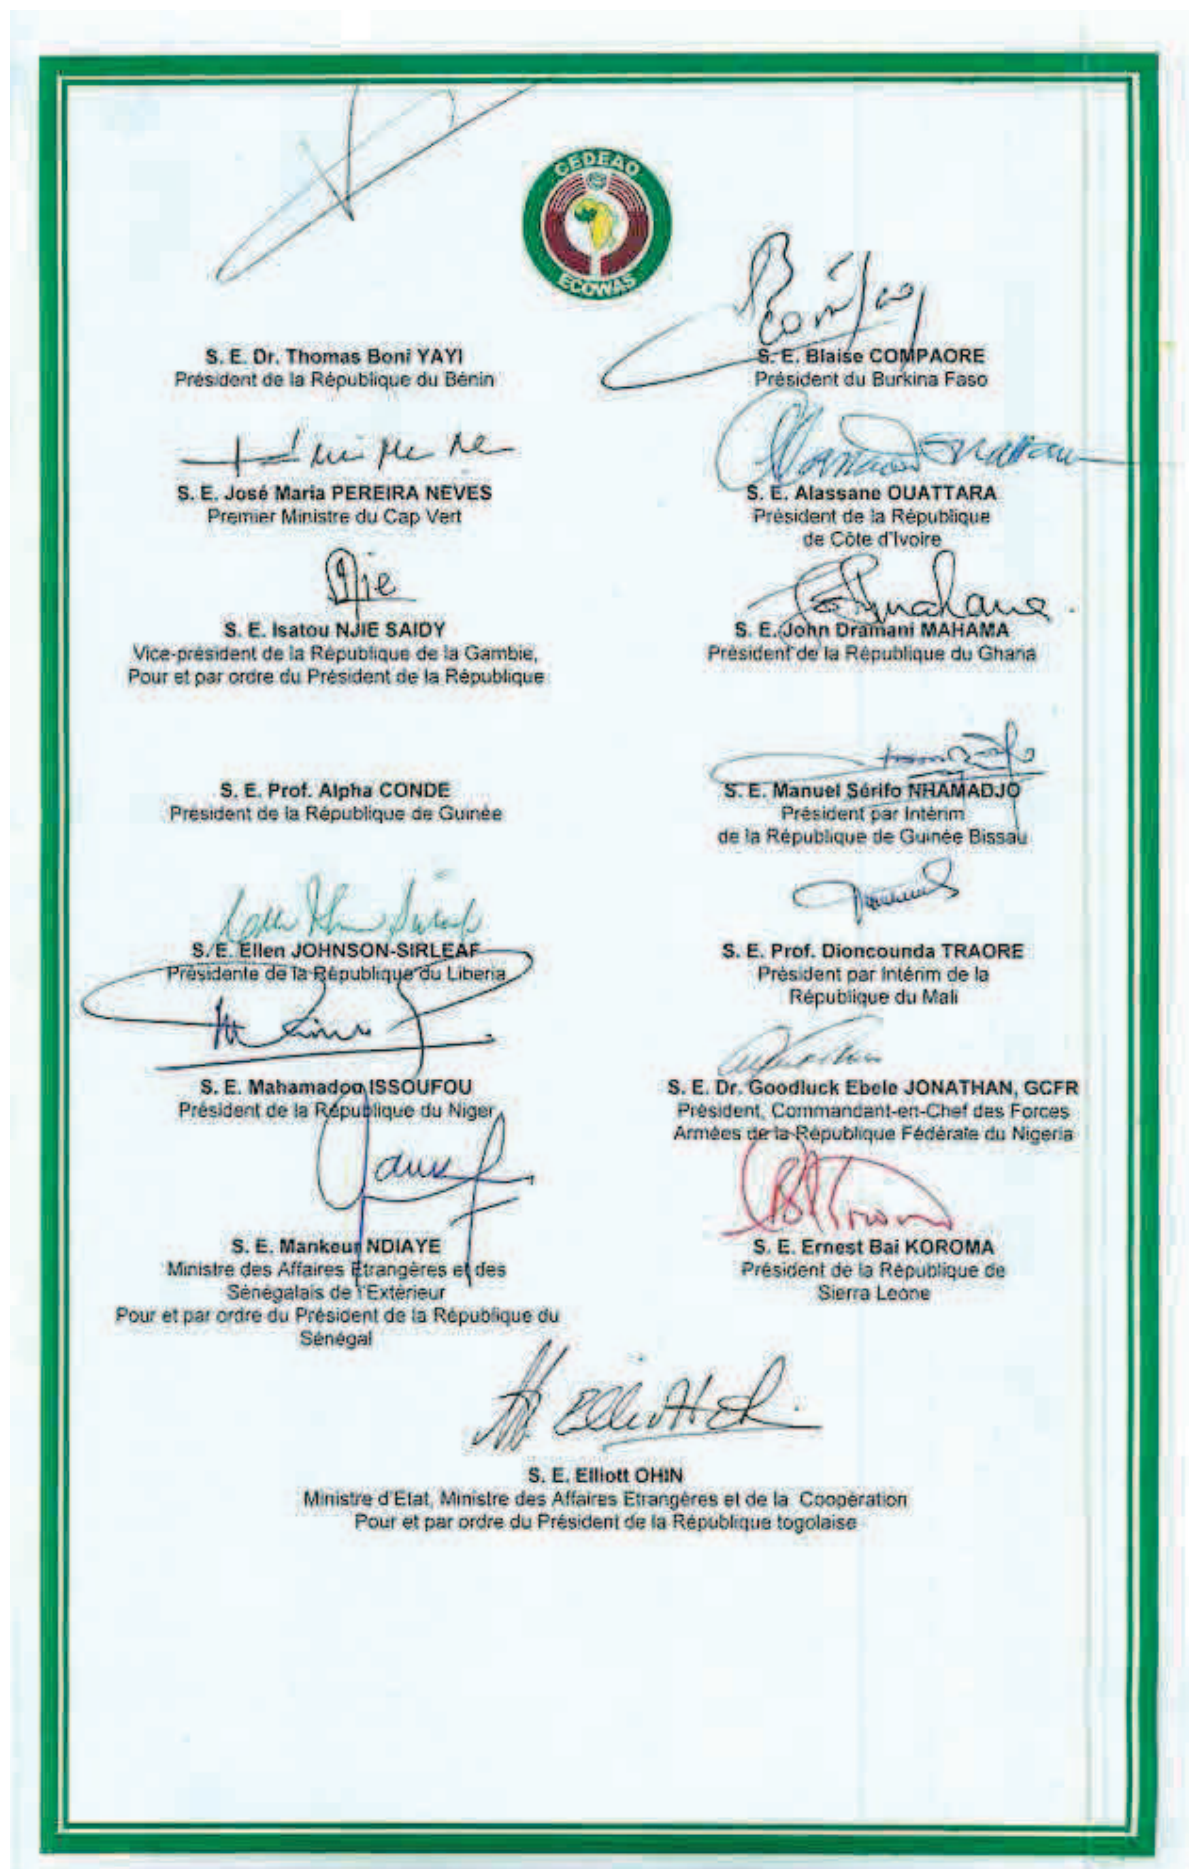 CEDEAO
ECOWAS
S. E. Dr. Thomas Boni YAYI
Président de la République du Bénin
S. E. Blaise COMPAORE
Président du Burkina Faso
S. E. José Maria PEREIRA NEVES
Premier Ministre du Cap Vert
S. E. Alassane OUATTARA
Président de la République
de Côte d'Ivoire
S. E. Isatou NJIE SAIDY
Vice-président de la République de la Gambie,
Pour et par ordre du Président de la République
S. E. John Dramani MAHAMA
Président de la République du Ghana
S. E. Prof. Alpha CONDE
Président de la République de Guinée
S. E. Manuel Sérifo NHAMADJO
Président par Intérim
de la République de Guinée Bissau
S. E. Ellen JOHNSON-SIRLEAF
Présidente de la République du Liberia
S. E. Prof. Dioncounda TRAORE
Président par Intérim de la
République du Mali
S. E. Mahamadou ISSOUFOU
Président de la République du Niger
S. E. Dr. Goodluck Ebele JONATHAN, GCFR
Président, Commandant-en-Chef des Forces
Armées de la République Fédérale du Nigeria
S. E. Mankeur NDIAYE
Ministre des Affaires Etrangères et des
Sénégalais de l'Extérieur
Pour et par ordre du Président de la République du
Sénégal
S. E. Ernest Bai KOROMA
Président de la République de
Sierra Leone
S. E. Elliott OHIN
Ministre d'Etat, Ministre des Affaires Etrangères et de la Coopération
Pour et par ordre du Président de la République togolaise